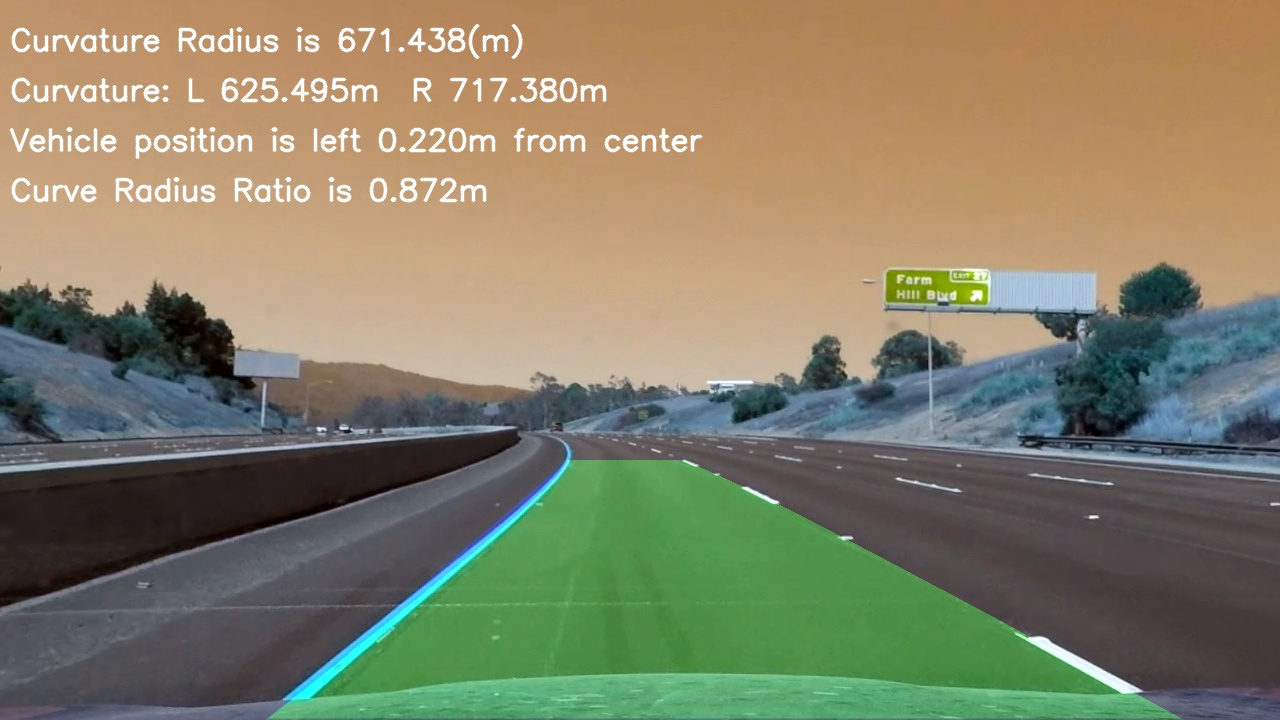 Curvature Radius is 671.438(m)
Curvature: L 625.495m R 717.380m
Vehicle position is left 0.220m from center
Curve Radius Ratio is 0.872m
EXIT 27
Farm
Hill Blvd